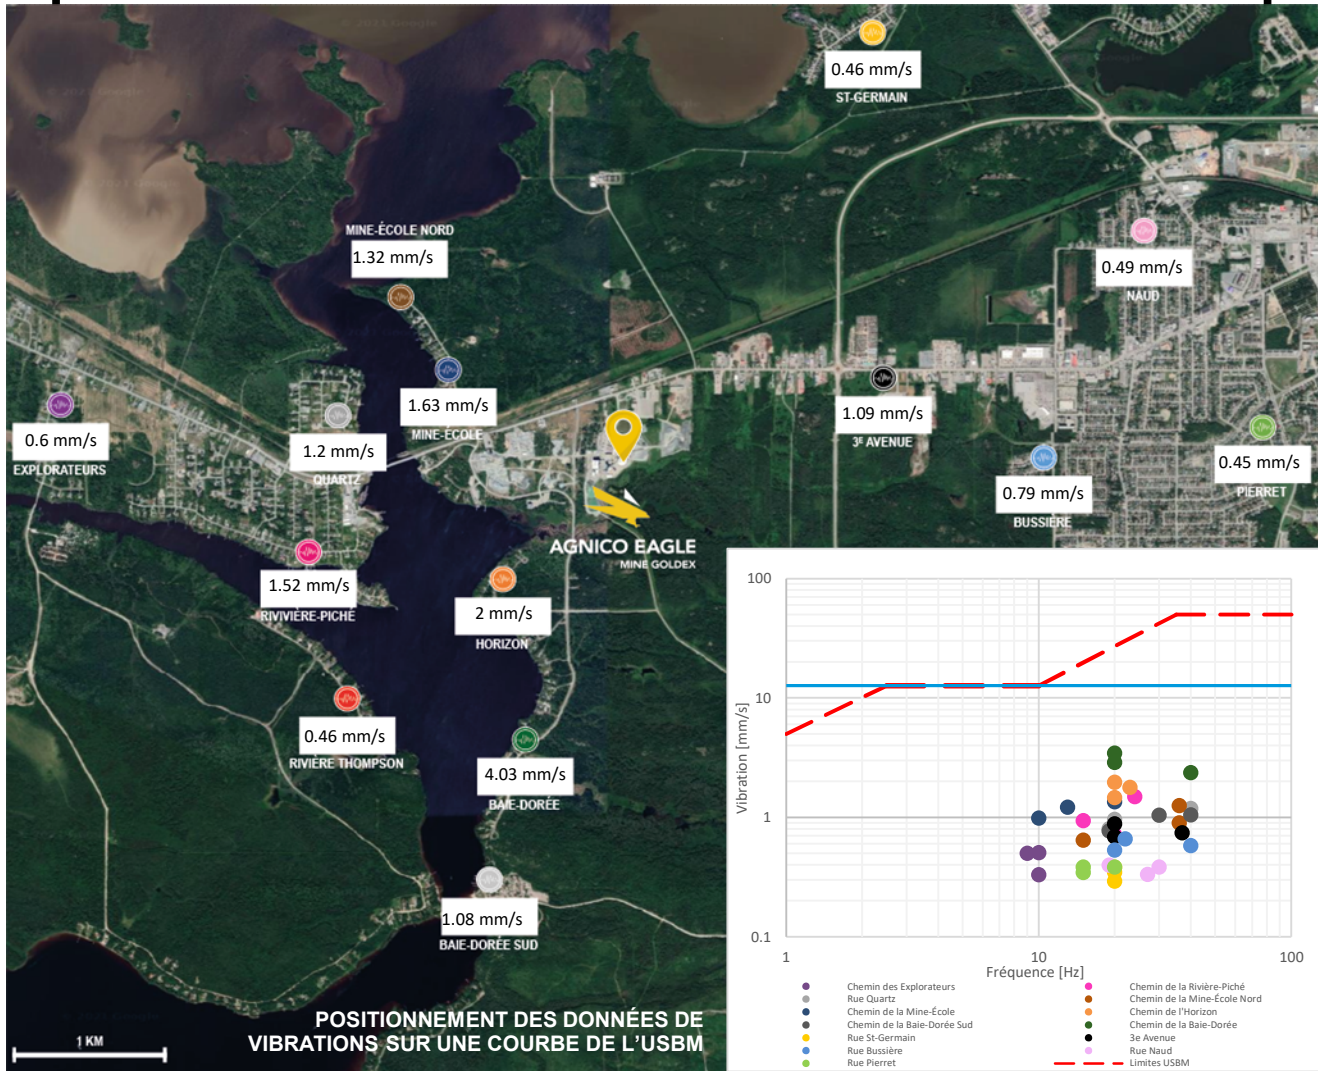 0.46 mm/s
ST-GERMAIN
MINE-ÉCOLE NORD
1.32 mm/s
0.49 mm/s
NAUD
1.63 mm/s
MINE-ÉCOLE
0.6 mm/s
EXPLORATEURS
1.2 mm/s
QUARTZ
1.09 mm/s
3E AVENUE
0.79 mm/s
BUSSIÈRE
0.45 mm/s
PIERRET
AGNICO EAGLE
MINE GOLDEX
1.52 mm/s
RIVIVIÈRE-PICHÉ
2 mm/s
HORIZON
0.46 mm/s
RIVIÈRE THOMPSON
4.03 mm/s
BAIE-DORÉE
1.08 mm/s
BAIE-DORÉE SUD
POSITIONNEMENT DES DONNÉES DE
VIBRATIONS SUR UNE COURBE DE L'USBM
1 KM
100
10
1
0.1
Vibration [mm/s]
1 10 100
Fréquence [Hz]
Chemin des Explorateurs
Chemin de la Rivière-Piché
Rue Quartz
Chemin de la Mine-École Nord
Chemin de la Mine-École
Chemin de l'Horizon
Chemin de la Baie-Dorée Sud
Chemin de la Baie-Dorée
Rue St-Germain
3e Avenue
Rue Bussière
Rue Naud
Rue Pierret
Limites USBM